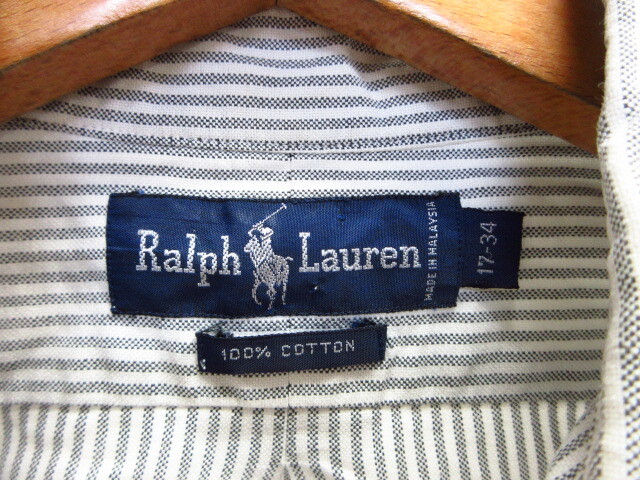 Ralph Lauren
MADE IN MALAYSIA
17-34
100% COTTON